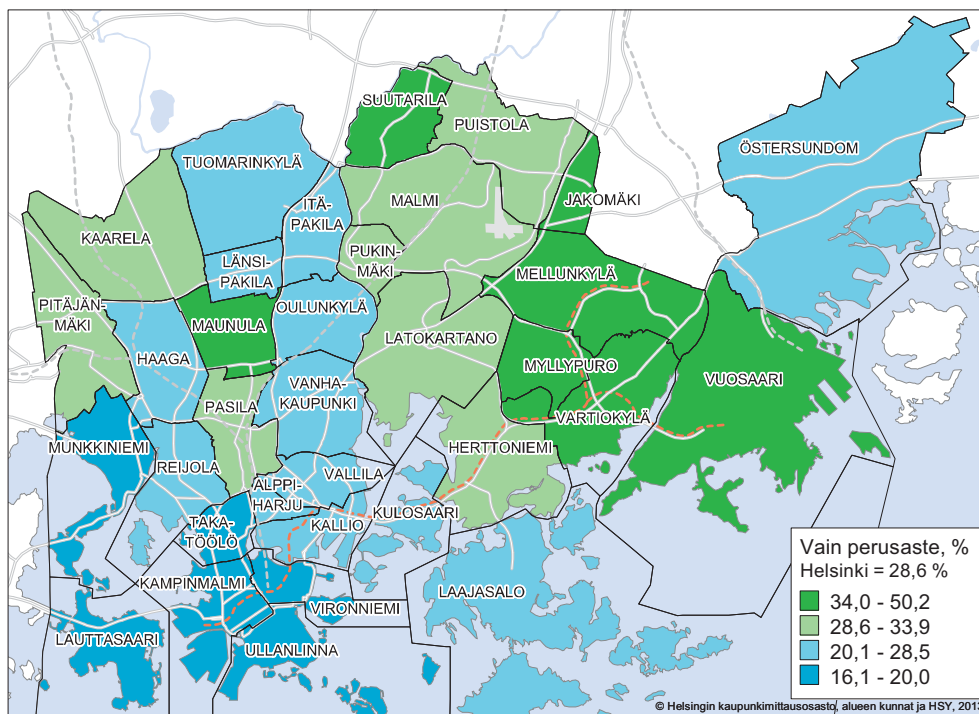 SUUTARILA
PUISTOLA
ÖSTERSUNDOM
TUOMARINKYLÄ
ITÄ-
PAKILA
MALMI
JAKOMÄKI
KAARELA
LÄNSI-
PAKILA
PUKIN-
MÄKI
MELLUNKYLÄ
PITÄJÄN-
MÄKI
OULUNKYLÄ
MAUNULA
LATOKARTANO
HAAGA
MYLLYPURO
VUOSAARI
VANHA-
KAUPUNKI
PASILA
VARTIOKYLÄ
MUNKKINIEMI
HERTTONIEMI
REIJOLA
VALLILA
ALPPI-
HARJU
KULOSAARI
TAKA-
TÖÖLÖ
KALLIO
KAMPINMALMI
LAAJASALO
VIRONNIEMI
LAUTTASAARI
ULLANLINNA
Vain perusaste, %
Helsinki = 28,6 %
34,0 - 50,2
28,6 - 33,9
20,1 - 28,5
16,1 - 20,0
© Helsingin kaupunkimittausosasto, alueen kunnat ja HSY, 201